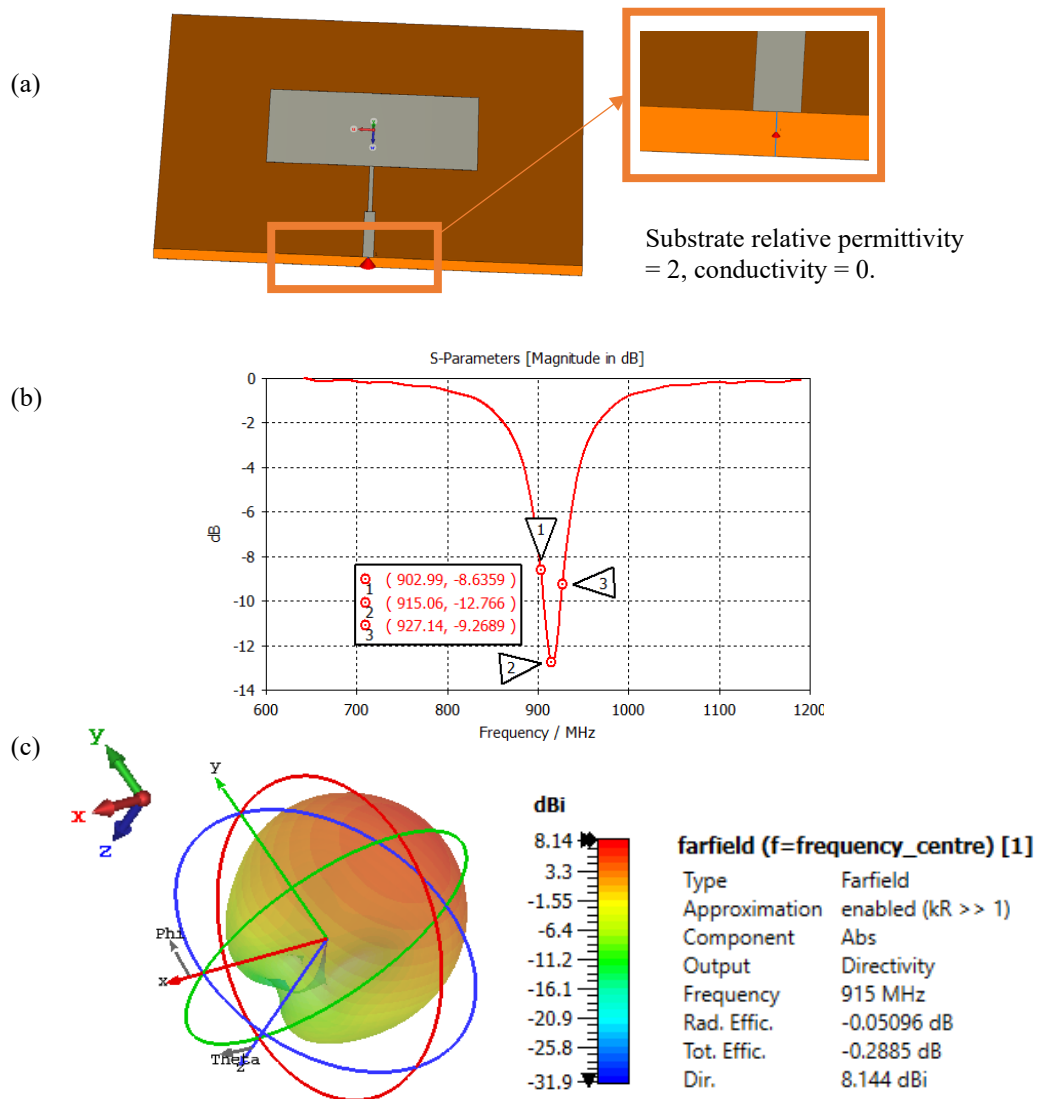 (a)
Substrate relative permittivity
= 2, conductivity = 0.
(b)
S-Parameters [Magnitude in dB]
0
-2
-4
-6
-8
-10
-12
-14
dB
1
2
3
1 ( 902.99, -8.6359 )
2 ( 915.06, -12.766 )
3 ( 927.14, -9.2689 )
600 700 800 900 1000 1100 1200
Frequency / MHz
(c)
y
x
z
y
Phi
x
Theta
z
dBi
8.14
3.3
-1.55
-6.4
-11.2
-16.1
-20.9
-25.8
-31.9
farfield (f=frequency_centre) [1]
Type Farfield
Approximation enabled (kR >> 1)
Component Abs
Output Directivity
Frequency 915 MHz
Rad. Effic. -0.05096 dB
Tot. Effic. -0.2885 dB
Dir. 8.144 dBi